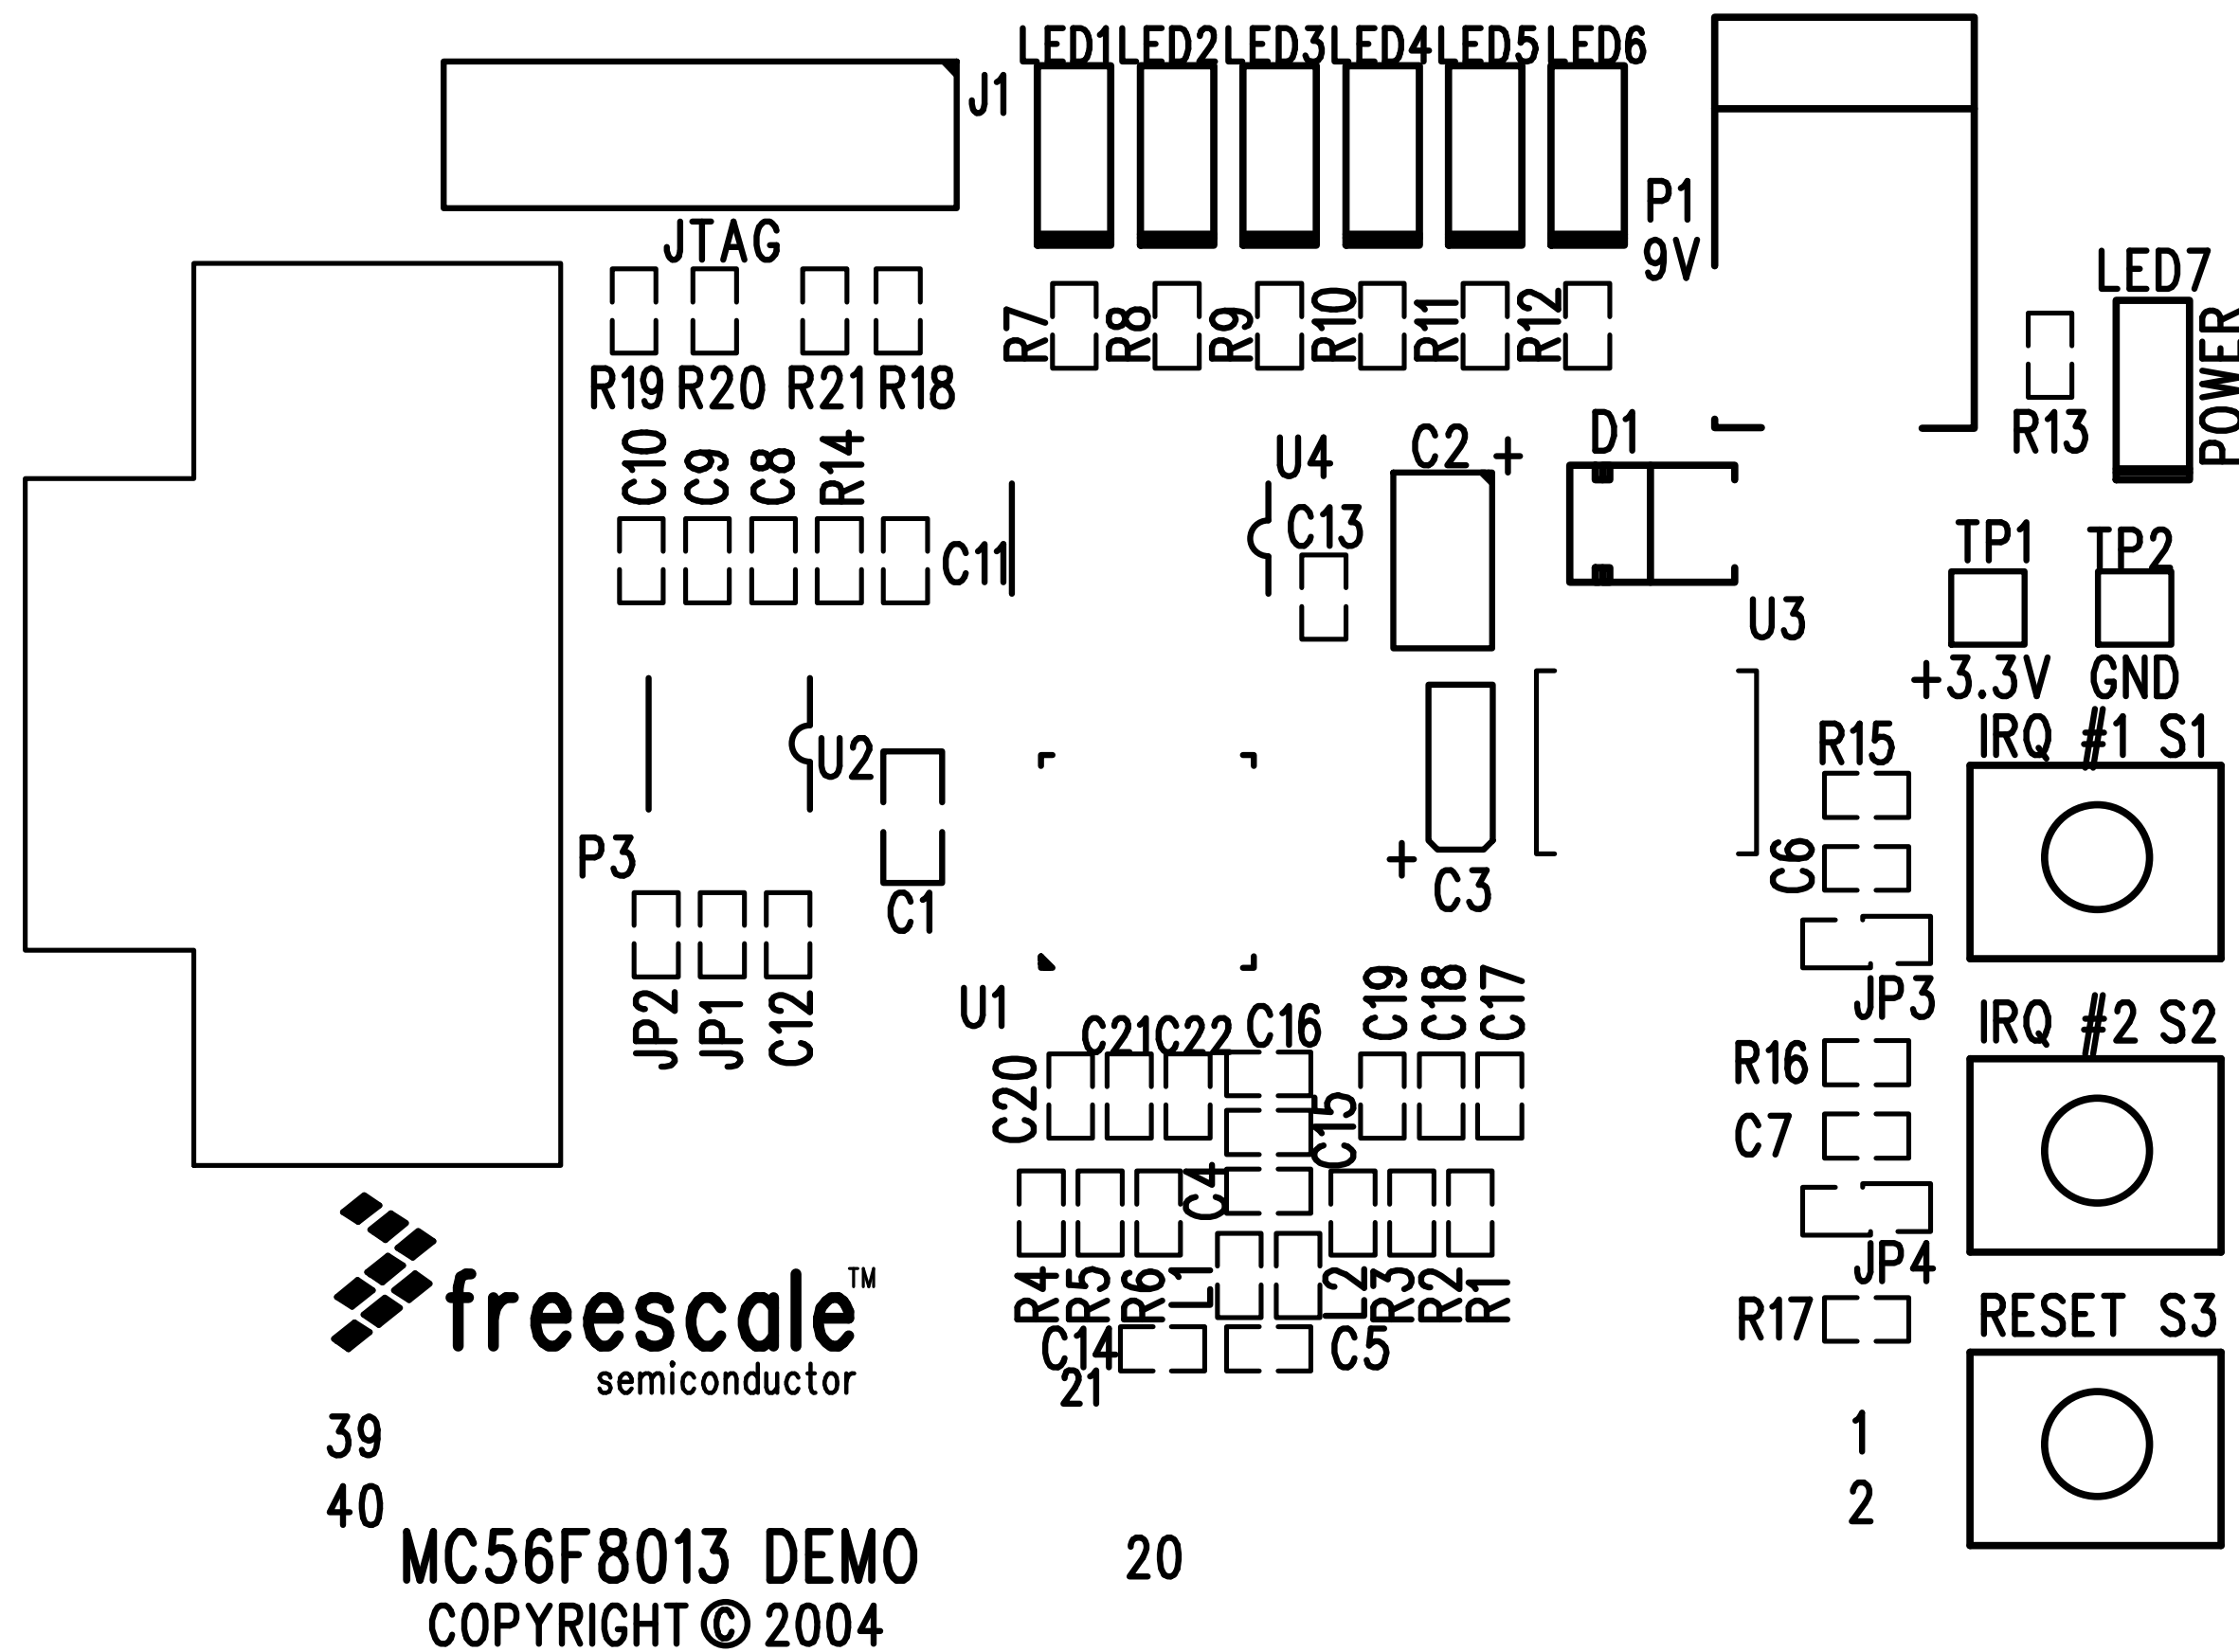 LED1 LED2 LED3 LED4 LED5 LED6
J1
JTAG
P1
9V
LED7
POWER
R7 R8 R9 R10 R11 R12
R13
R19 R20 R21 R18
C10 C9 C8 R14
C11
U4
C13
C2 +
D1
TP1 TP2
U3
+3.3V GND
IRQ #1 S1
R15
U2
P3
C1
+
C3
C6
JP3
JP2 JP1 C12
U1
C21 C22 C16
C19 C18 C17
C20
C15
IRQ #2 S2
R16
C7
C4
JP4
R4 R5 R6 L1 L2 R3 R2 R1
C14 C5
21
R17
RESET S3
freescale™
semiconductor
39
40
1
2
20
MC56F8013 DEMO
COPYRIGHT © 2004